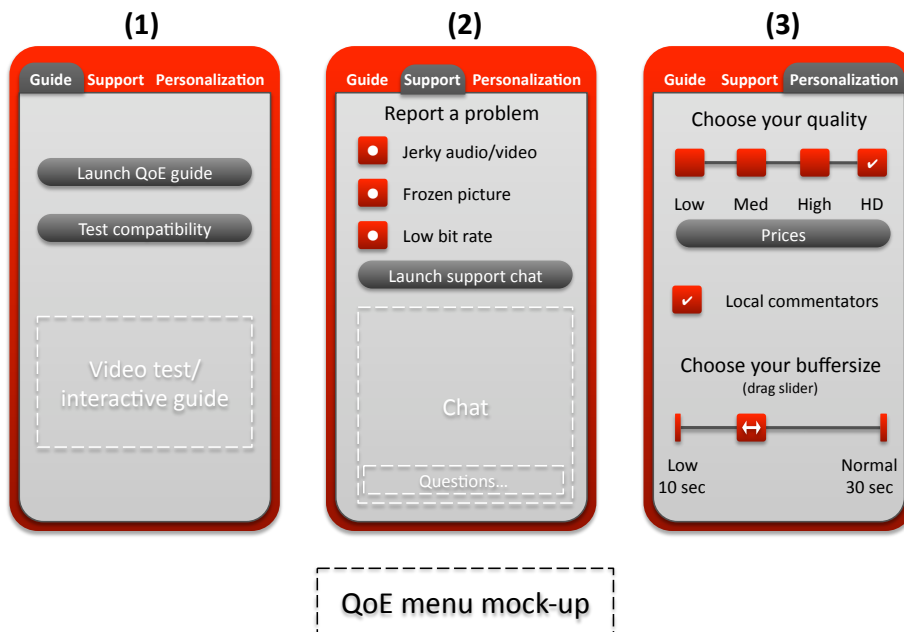 (1)
Guide Support Personalization
Launch QoE guide
Test compatibility
Video test/
interactive guide
(2)
Guide Support Personalization
Report a problem
Jerky audio/video
Frozen picture
Low bit rate
Launch support chat
Chat
Questions...
(3)
Guide Support Personalization
Choose your quality
Low Med High HD
Prices
Local commentators
Choose your buffersize
(drag slider)
Low Normal
10 sec 30 sec
QoE menu mock-up